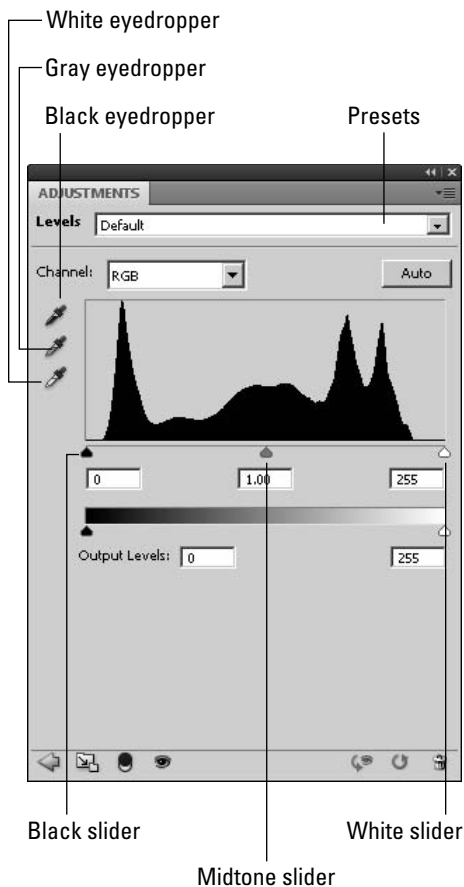 White eyedropper
Gray eyedropper
Black eyedropper
Presets
ADJUSTMENTS
Levels
Default
Channel:
RGB
Auto
0
1.00
255
Output Levels:
0
255
Black slider
White slider
Midtone slider